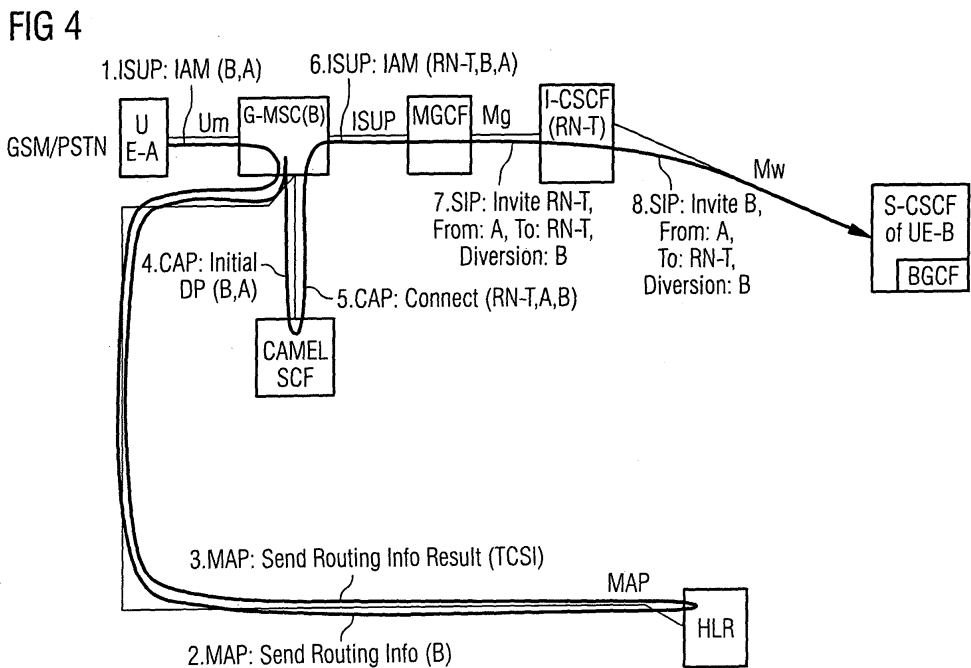 FIG 4
1.ISUP: IAM (B,A)
6.ISUP: IAM (RN-T,B,A)
GSM/PSTN
U
E-A
Um
G-MSC(B)
ISUP
MGCF
Mg
I-CSCF
(RN-T)
Mw
7.SIP: Invite RN-T,
From: A, To: RN-T,
Diversion: B
8.SIP: Invite B,
From: A,
To: RN-T,
Diversion: B
S-CSCF
of UE-B
BGCF
4.CAP: Initial
DP (B,A)
5.CAP: Connect (RN-T,A,B)
CAMEL
SCF
3.MAP: Send Routing Info Result (TCSI)
MAP
HLR
2.MAP: Send Routing Info (B)